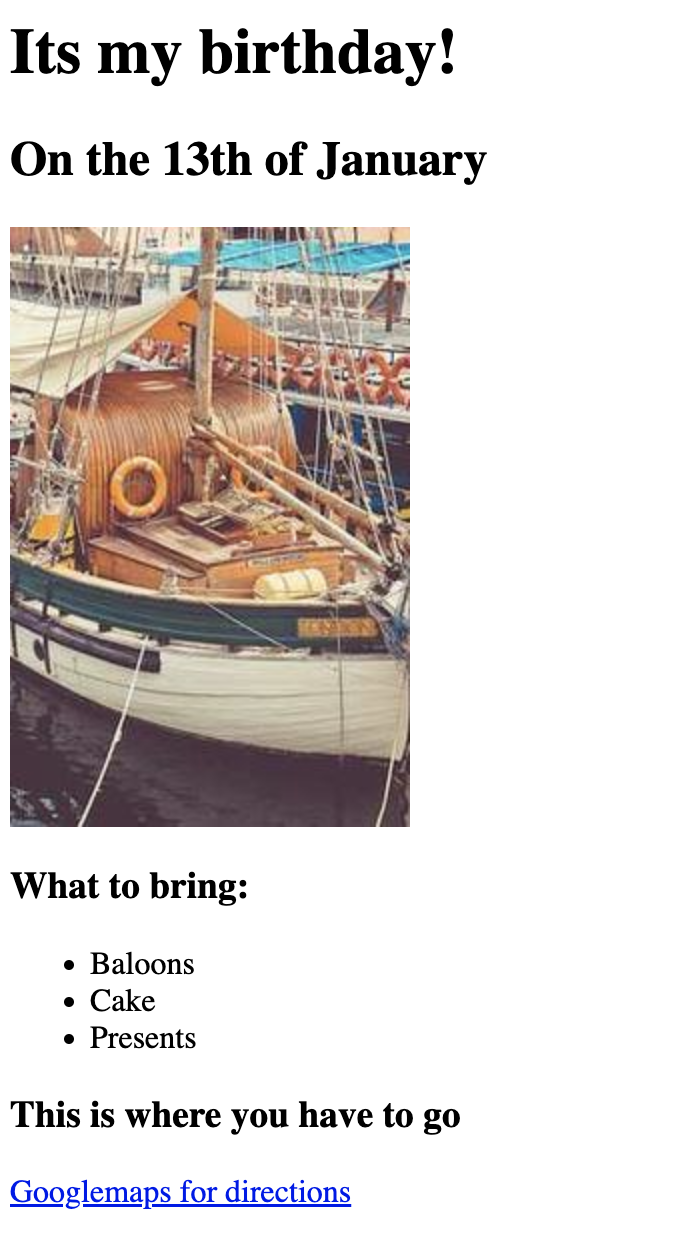 Its my birthday!
On the 13th of January
LONDON
What to bring:
Baloons
Cake
Presents
This is where you have to go
Googlemaps for directions